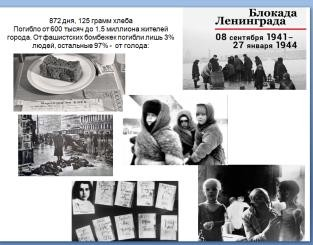 872 дня, 125 грамм хлеба
Погибло от 600 тысяч до 1,5 миллиона жителей
города. От фашистских бомбежек погибли лишь 3%
людей, остальные 97% - от голода:
Блокада
Ленинграда
08 сентября 1941–
27 января 1944